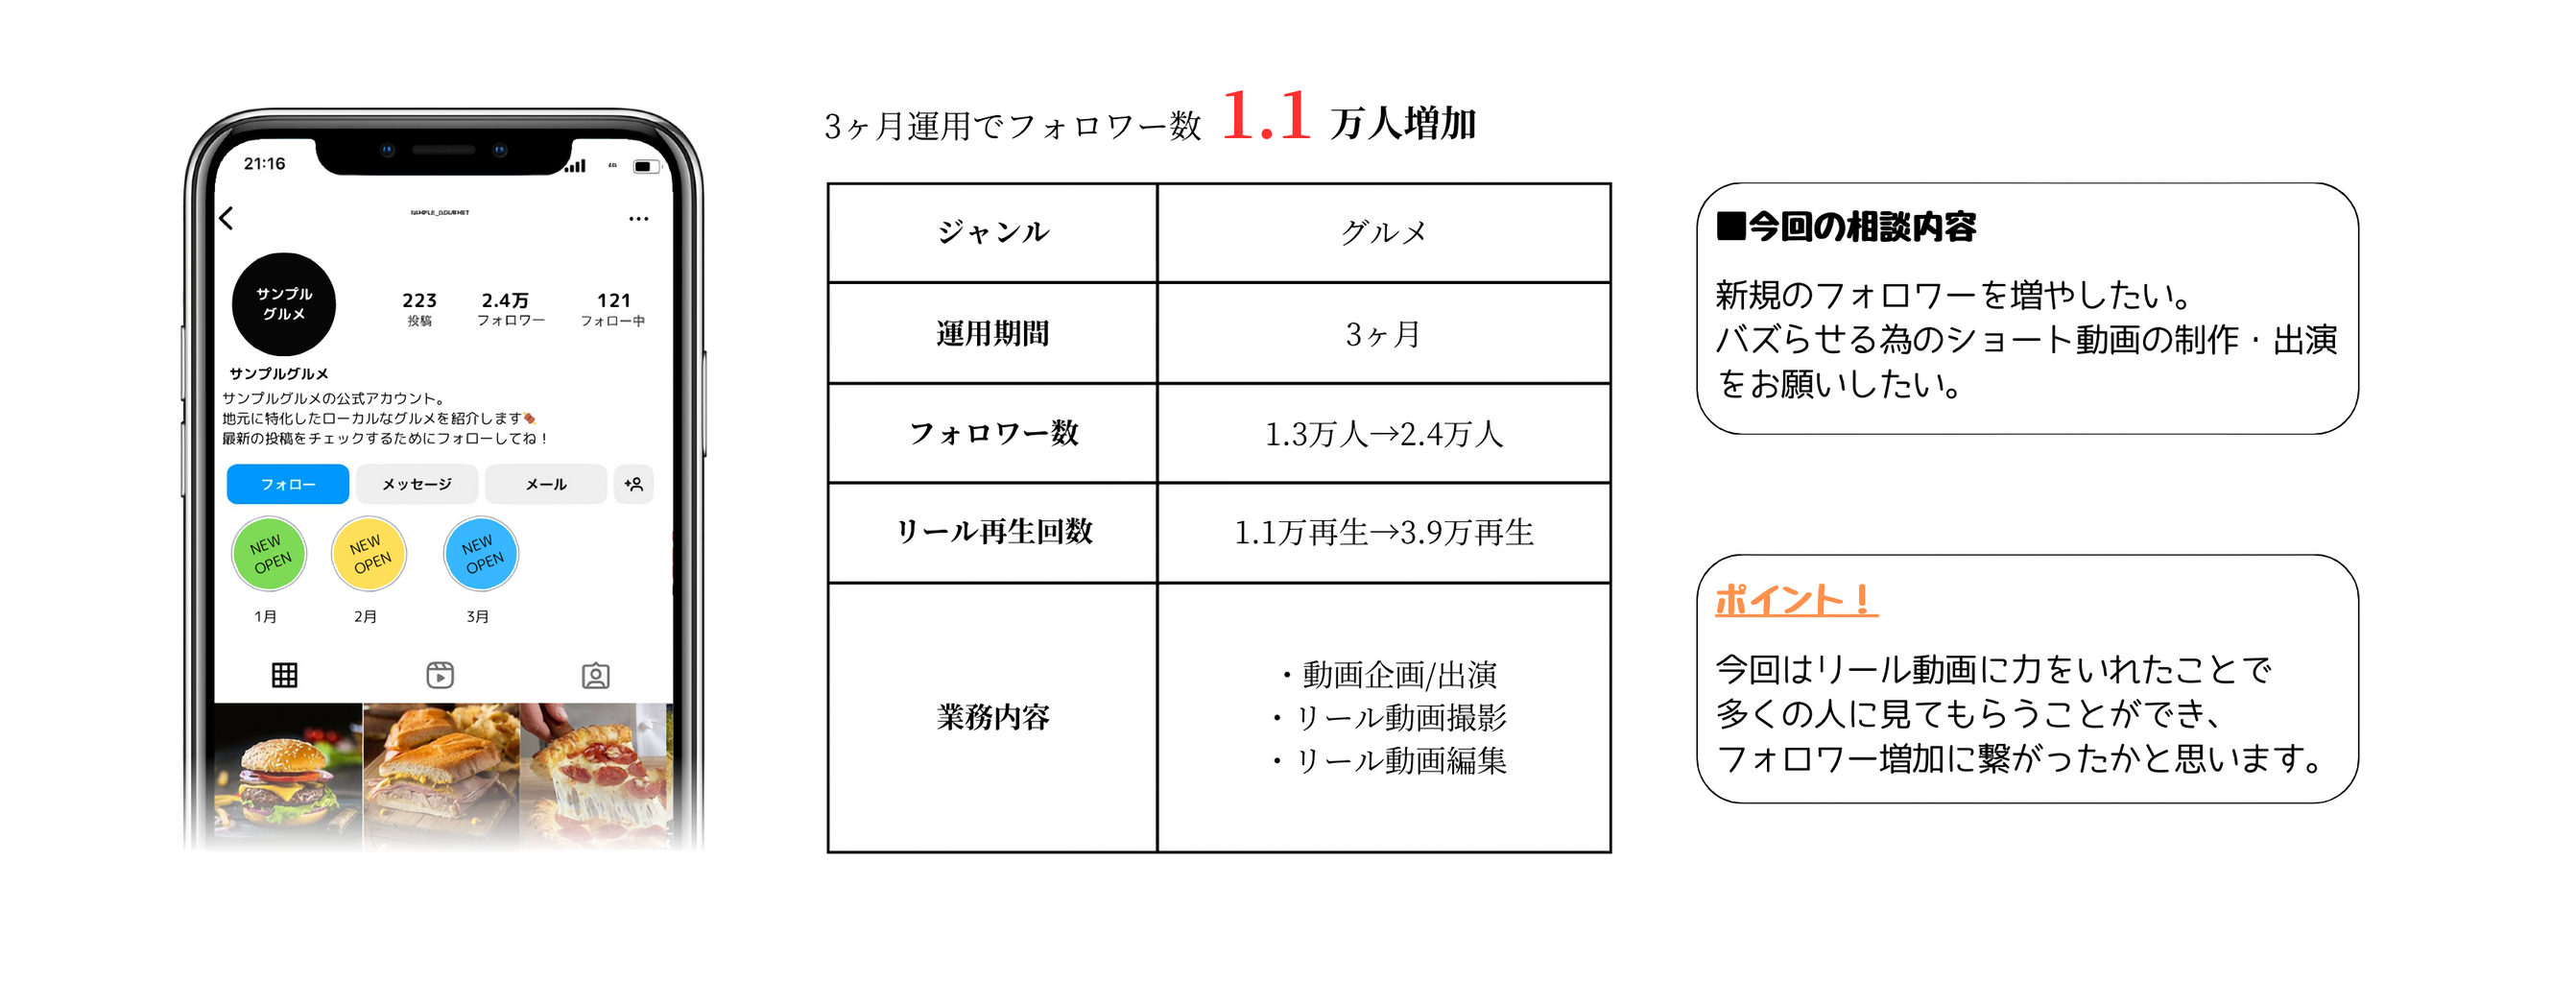 21:16
サンプル
グルメ
223
2.4万
121
投稿
フォロワー
フォロー中
サンプルグルメ
サンプルグルメの公式アカウント。
地元に特化したローカルなグルメを紹介します
最新の投稿をチェックするためにフォローしてね！
フォロー
メッセージ
メール
NEW
OPEN
NEW
OPEN
NEW
OPEN
1月
2月
3月
3ヶ月運用でフォロワー数 1.1 万人増加
ジャンル
グルメ
運用期間
3ヶ月
フォロワー数
1.3万人→2.4万人
リール再生回数
1.1万再生→3.9万再生
業務内容
・動画企画/出演
・リール動画撮影
・リール動画編集
■今回の相談内容
新規のフォロワーを増やしたい。
バズらせる為のショート動画の制作・出演
をお願いしたい。
ポイント！
今回はリール動画に力をいれたことで
多くの人に見てもらうことができ、
フォロワー増加に繋がったかと思います。